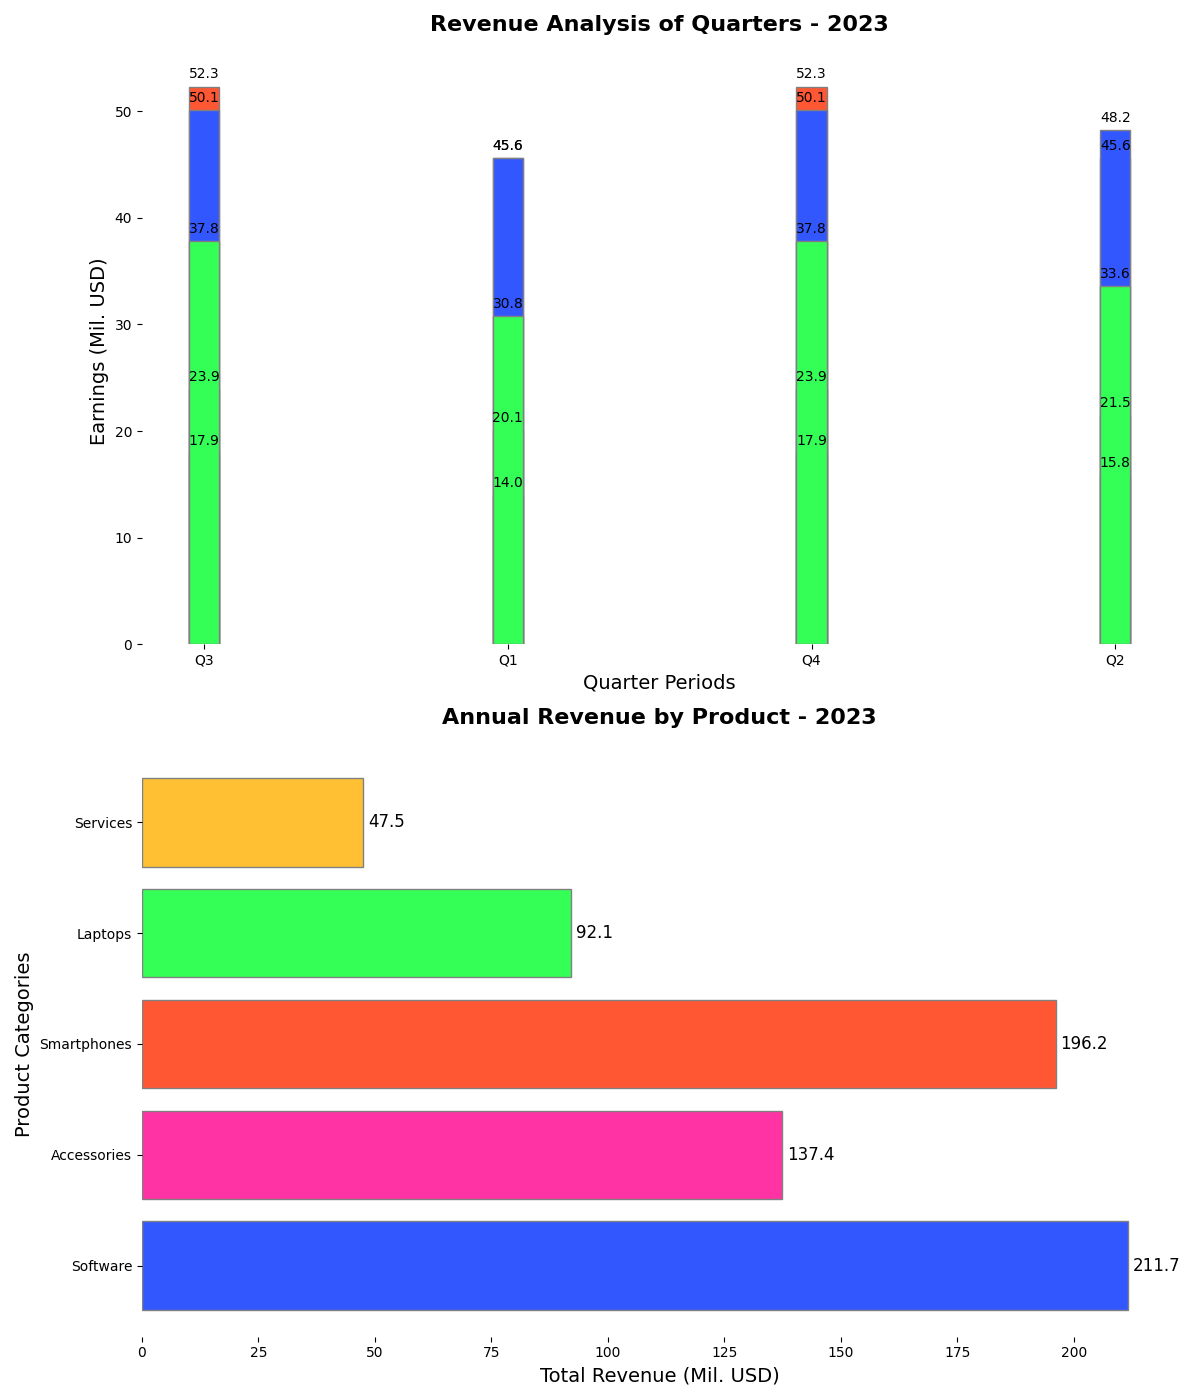 Revenue Analysis of Quarters - 2023
52.3
50.1
37.8
23.9
17.9
45.6
30.8
20.1
14.0
52.3
50.1
37.8
23.9
17.9
48.2
45.6
33.6
21.5
15.8
Earnings (Mil. USD)
50
40
30
20
10
0
Q3 Q1 Q4 Q2
Quarter Periods
Annual Revenue by Product - 2023
Product Categories
Services 47.5
Laptops 92.1
Smartphones 196.2
Accessories 137.4
Software 211.7
0 25 50 75 100 125 150 175 200
Total Revenue (Mil. USD)